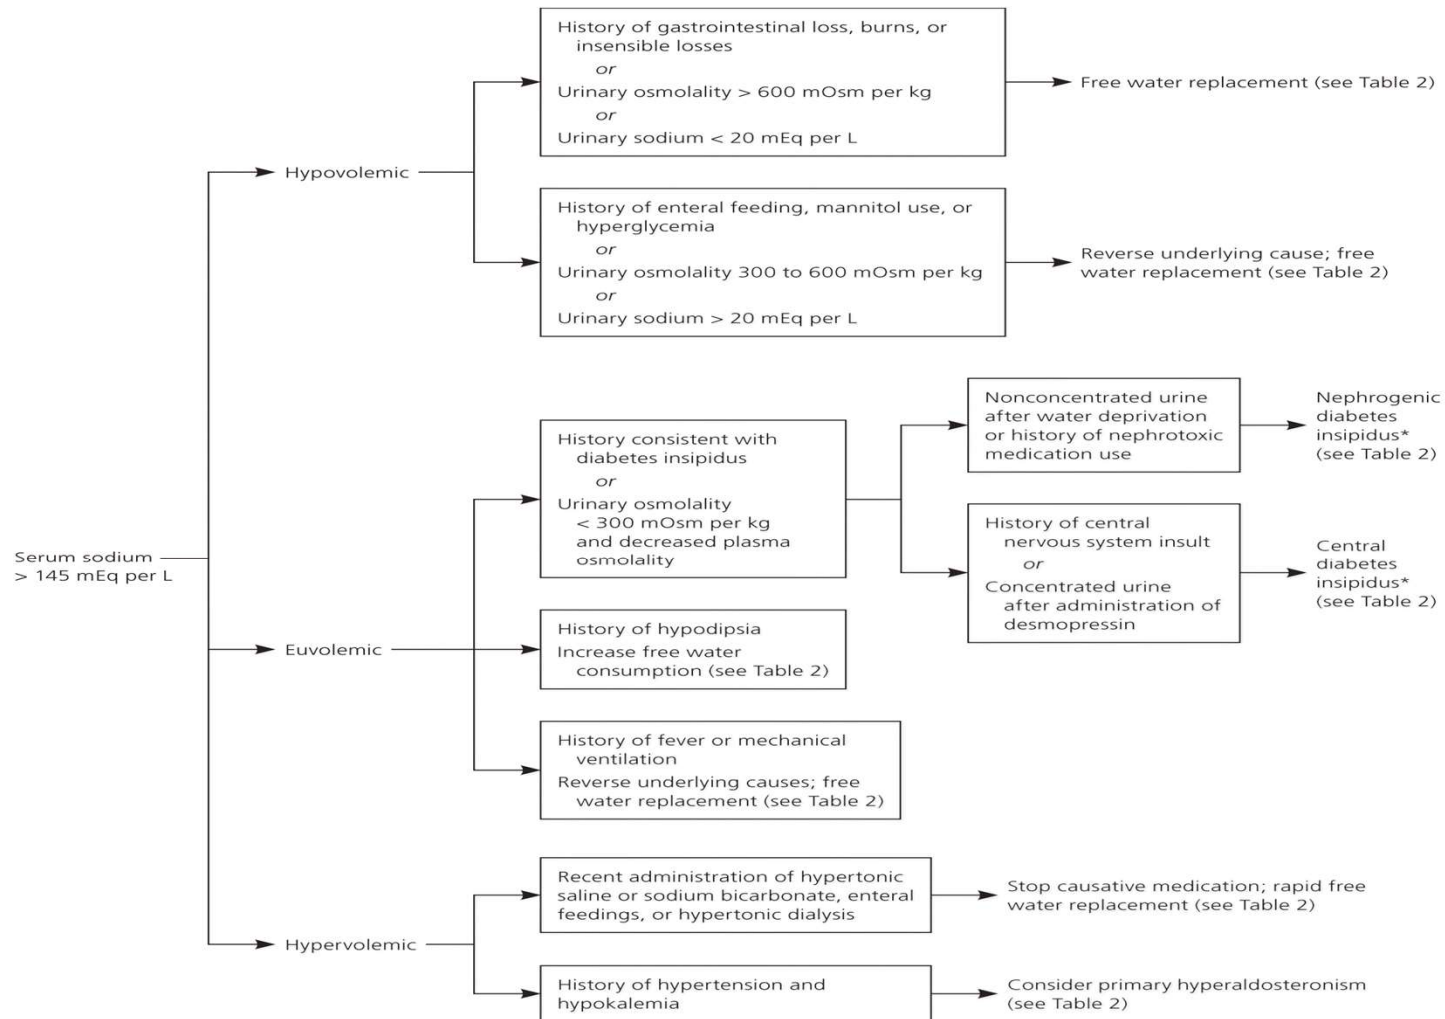 Serum sodium
> 145 mEq per L
Hypovolemic
History of gastrointestinal loss, burns, or
insensible losses
or
Urinary osmolality > 600 mOsm per kg
or
Urinary sodium < 20 mEq per L
Free water replacement (see Table 2)
History of enteral feeding, mannitol use, or
hyperglycemia
or
Urinary osmolality 300 to 600 mOsm per kg
or
Urinary sodium > 20 mEq per L
Reverse underlying cause; free
water replacement (see Table 2)
Euvolemic
History consistent with
diabetes insipidus
or
Urinary osmolality
< 300 mOsm per kg
and decreased plasma
osmolality
Nonconcentrated urine
after water deprivation
or history of nephrotoxic
medication use
Nephrogenic
diabetes
insipidus*
(see Table 2)
History of central
nervous system insult
or
Concentrated urine
after administration of
desmopressin
Central
diabetes
insipidus*
(see Table 2)
History of hypodipsia
Increase free water
consumption (see Table 2)
History of fever or mechanical
ventilation
Reverse underlying causes; free
water replacement (see Table 2)
Hypervolemic
Recent administration of hypertonic
saline or sodium bicarbonate, enteral
feedings, or hypertonic dialysis
Stop causative medication; rapid free
water replacement (see Table 2)
History of hypertension and
hypokalemia
Consider primary hyperaldosteronism
(see Table 2)